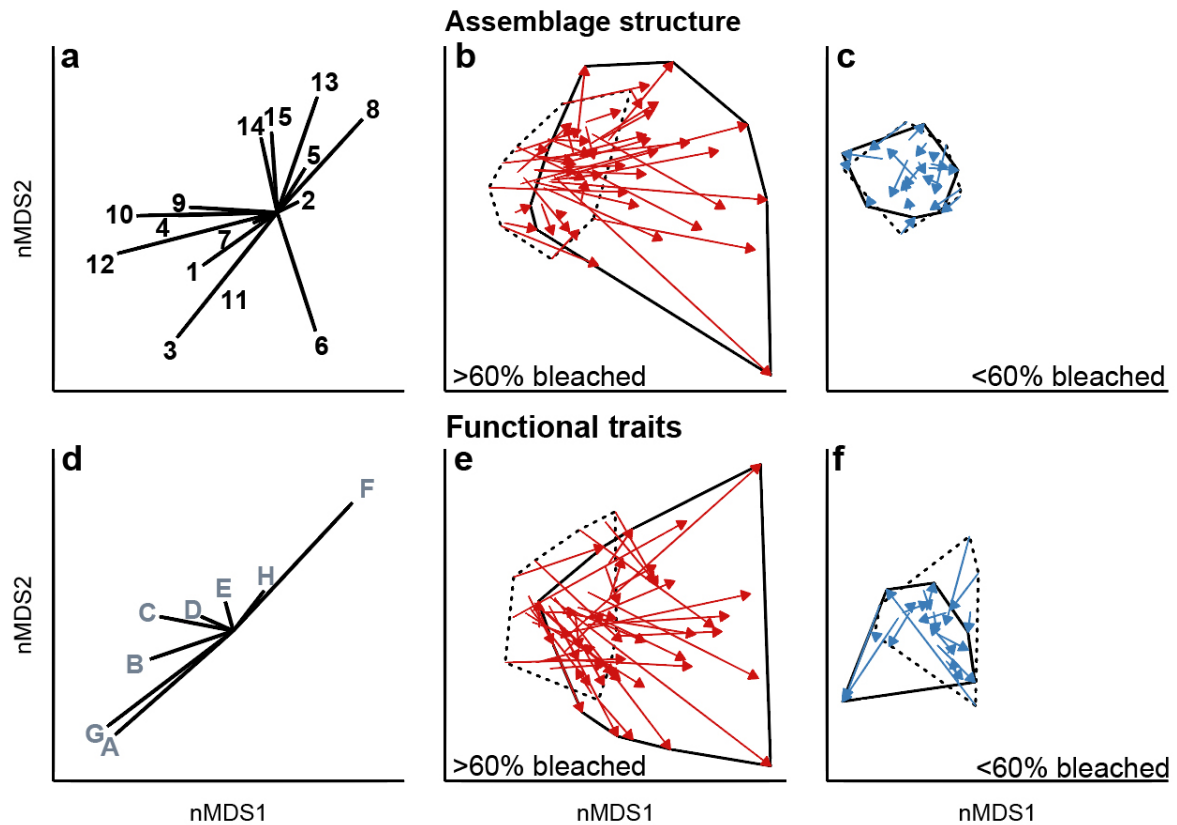 Assemblage structure
a
b
c
13
8
14 15
5
2
9
10
4
7
12
1
11
3
6
nMDS2
>60% bleached
<60% bleached
Functional traits
d
e
f
F
H
E
D
C
B
G
A
nMDS2
>60% bleached
<60% bleached
nMDS1
nMDS1
nMDS1